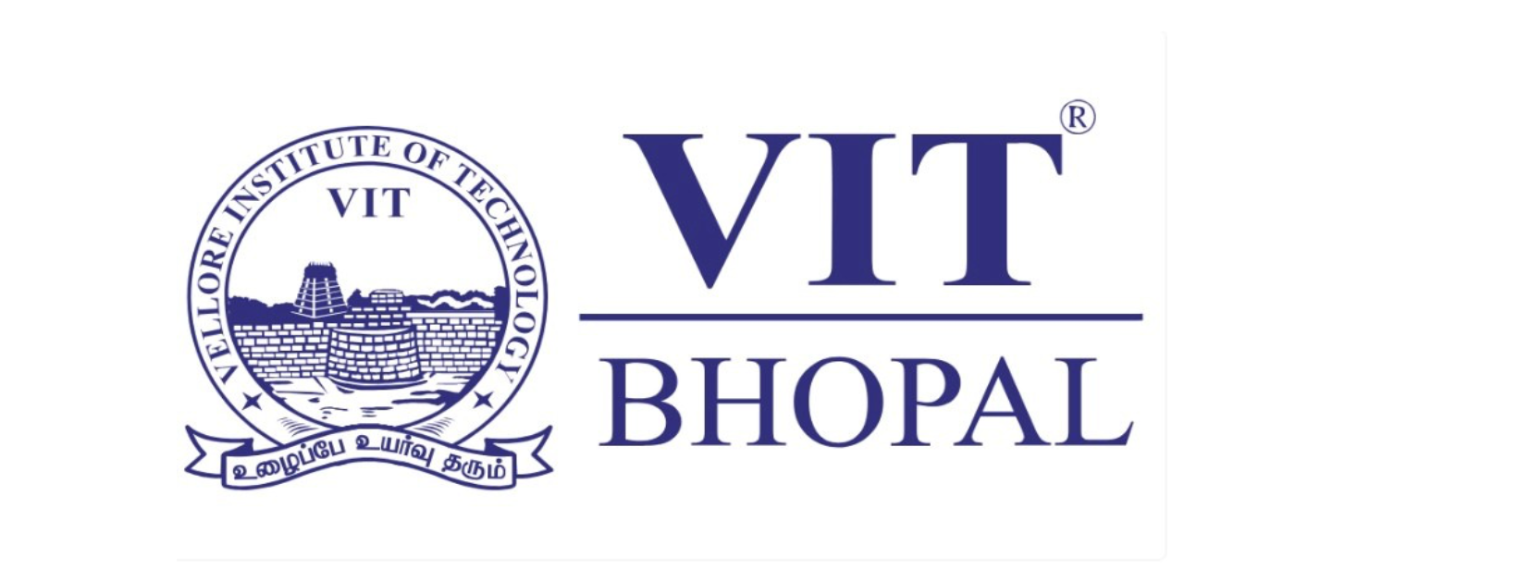 VELLORE INSTITUTE OF TECHNOLOGY
VIT
உழைப்பே உயர்வு தரும்
VIT®
BHOPAL